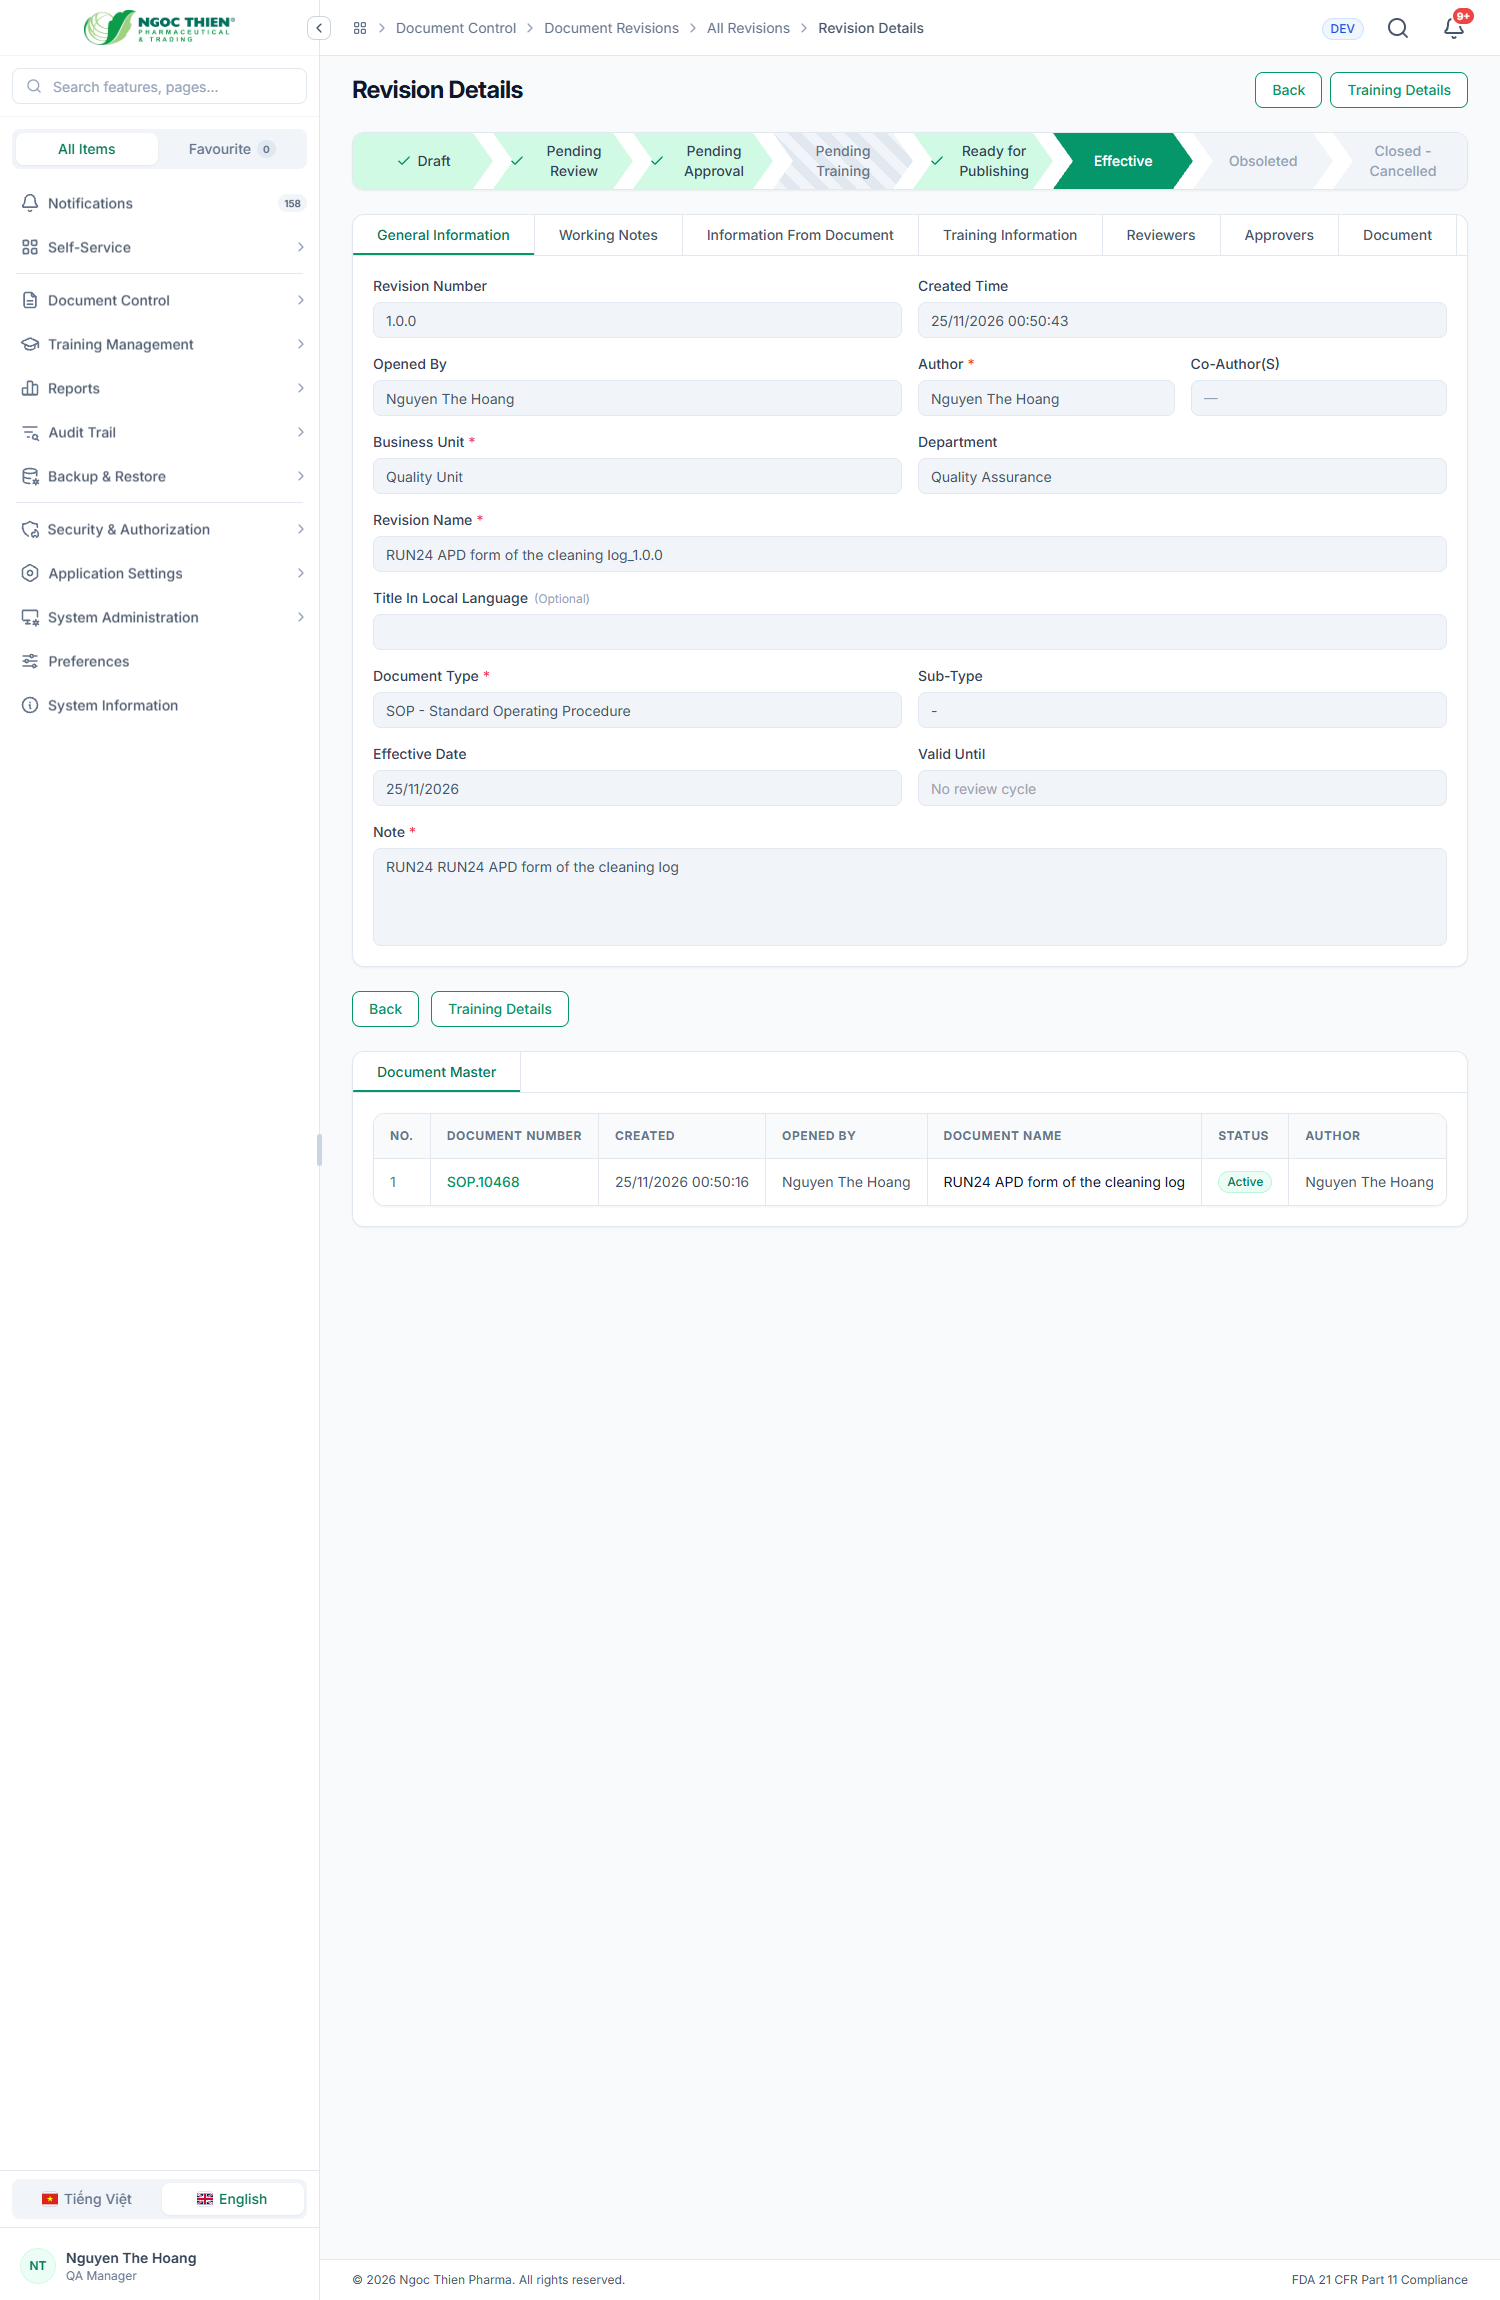 NGOC THIEN®
PHARMACEUTICAL
& TRADING
Search features, pages...
All Items
Favourite 0
Notifications 158
Self-Service
Document Control
Training Management
Reports
Audit Trail
Backup & Restore
Security & Authorization
Application Settings
System Administration
Preferences
System Information
Tiếng Việt
English
NT
Nguyen The Hoang
QA Manager
Document Control
Document Revisions
All Revisions
Revision Details
DEV
9+
Revision Details
Back
Training Details
Draft
Pending
Review
Pending
Approval
Pending
Training
Ready for
Publishing
Effective
Obsoleted
Closed -
Cancelled
General Information
Working Notes
Information From Document
Training Information
Reviewers
Approvers
Document
Revision Number
1.0.0
Created Time
25/11/2026 00:50:43
Opened By
Nguyen The Hoang
Author *
Nguyen The Hoang
Co-Author(S)
—
Business Unit *
Quality Unit
Department
Quality Assurance
Revision Name *
RUN24 APD form of the cleaning log_1.0.0
Title In Local Language (Optional)
Document Type *
SOP - Standard Operating Procedure
Sub-Type
-
Effective Date
25/11/2026
Valid Until
No review cycle
Note *
RUN24 RUN24 APD form of the cleaning log
Back
Training Details
Document Master
NO. DOCUMENT NUMBER CREATED OPENED BY DOCUMENT NAME STATUS AUTHOR
1 SOP.10468 25/11/2026 00:50:16 Nguyen The Hoang RUN24 APD form of the cleaning log Active Nguyen The Hoang
© 2026 Ngoc Thien Pharma. All rights reserved.
FDA 21 CFR Part 11 Compliance